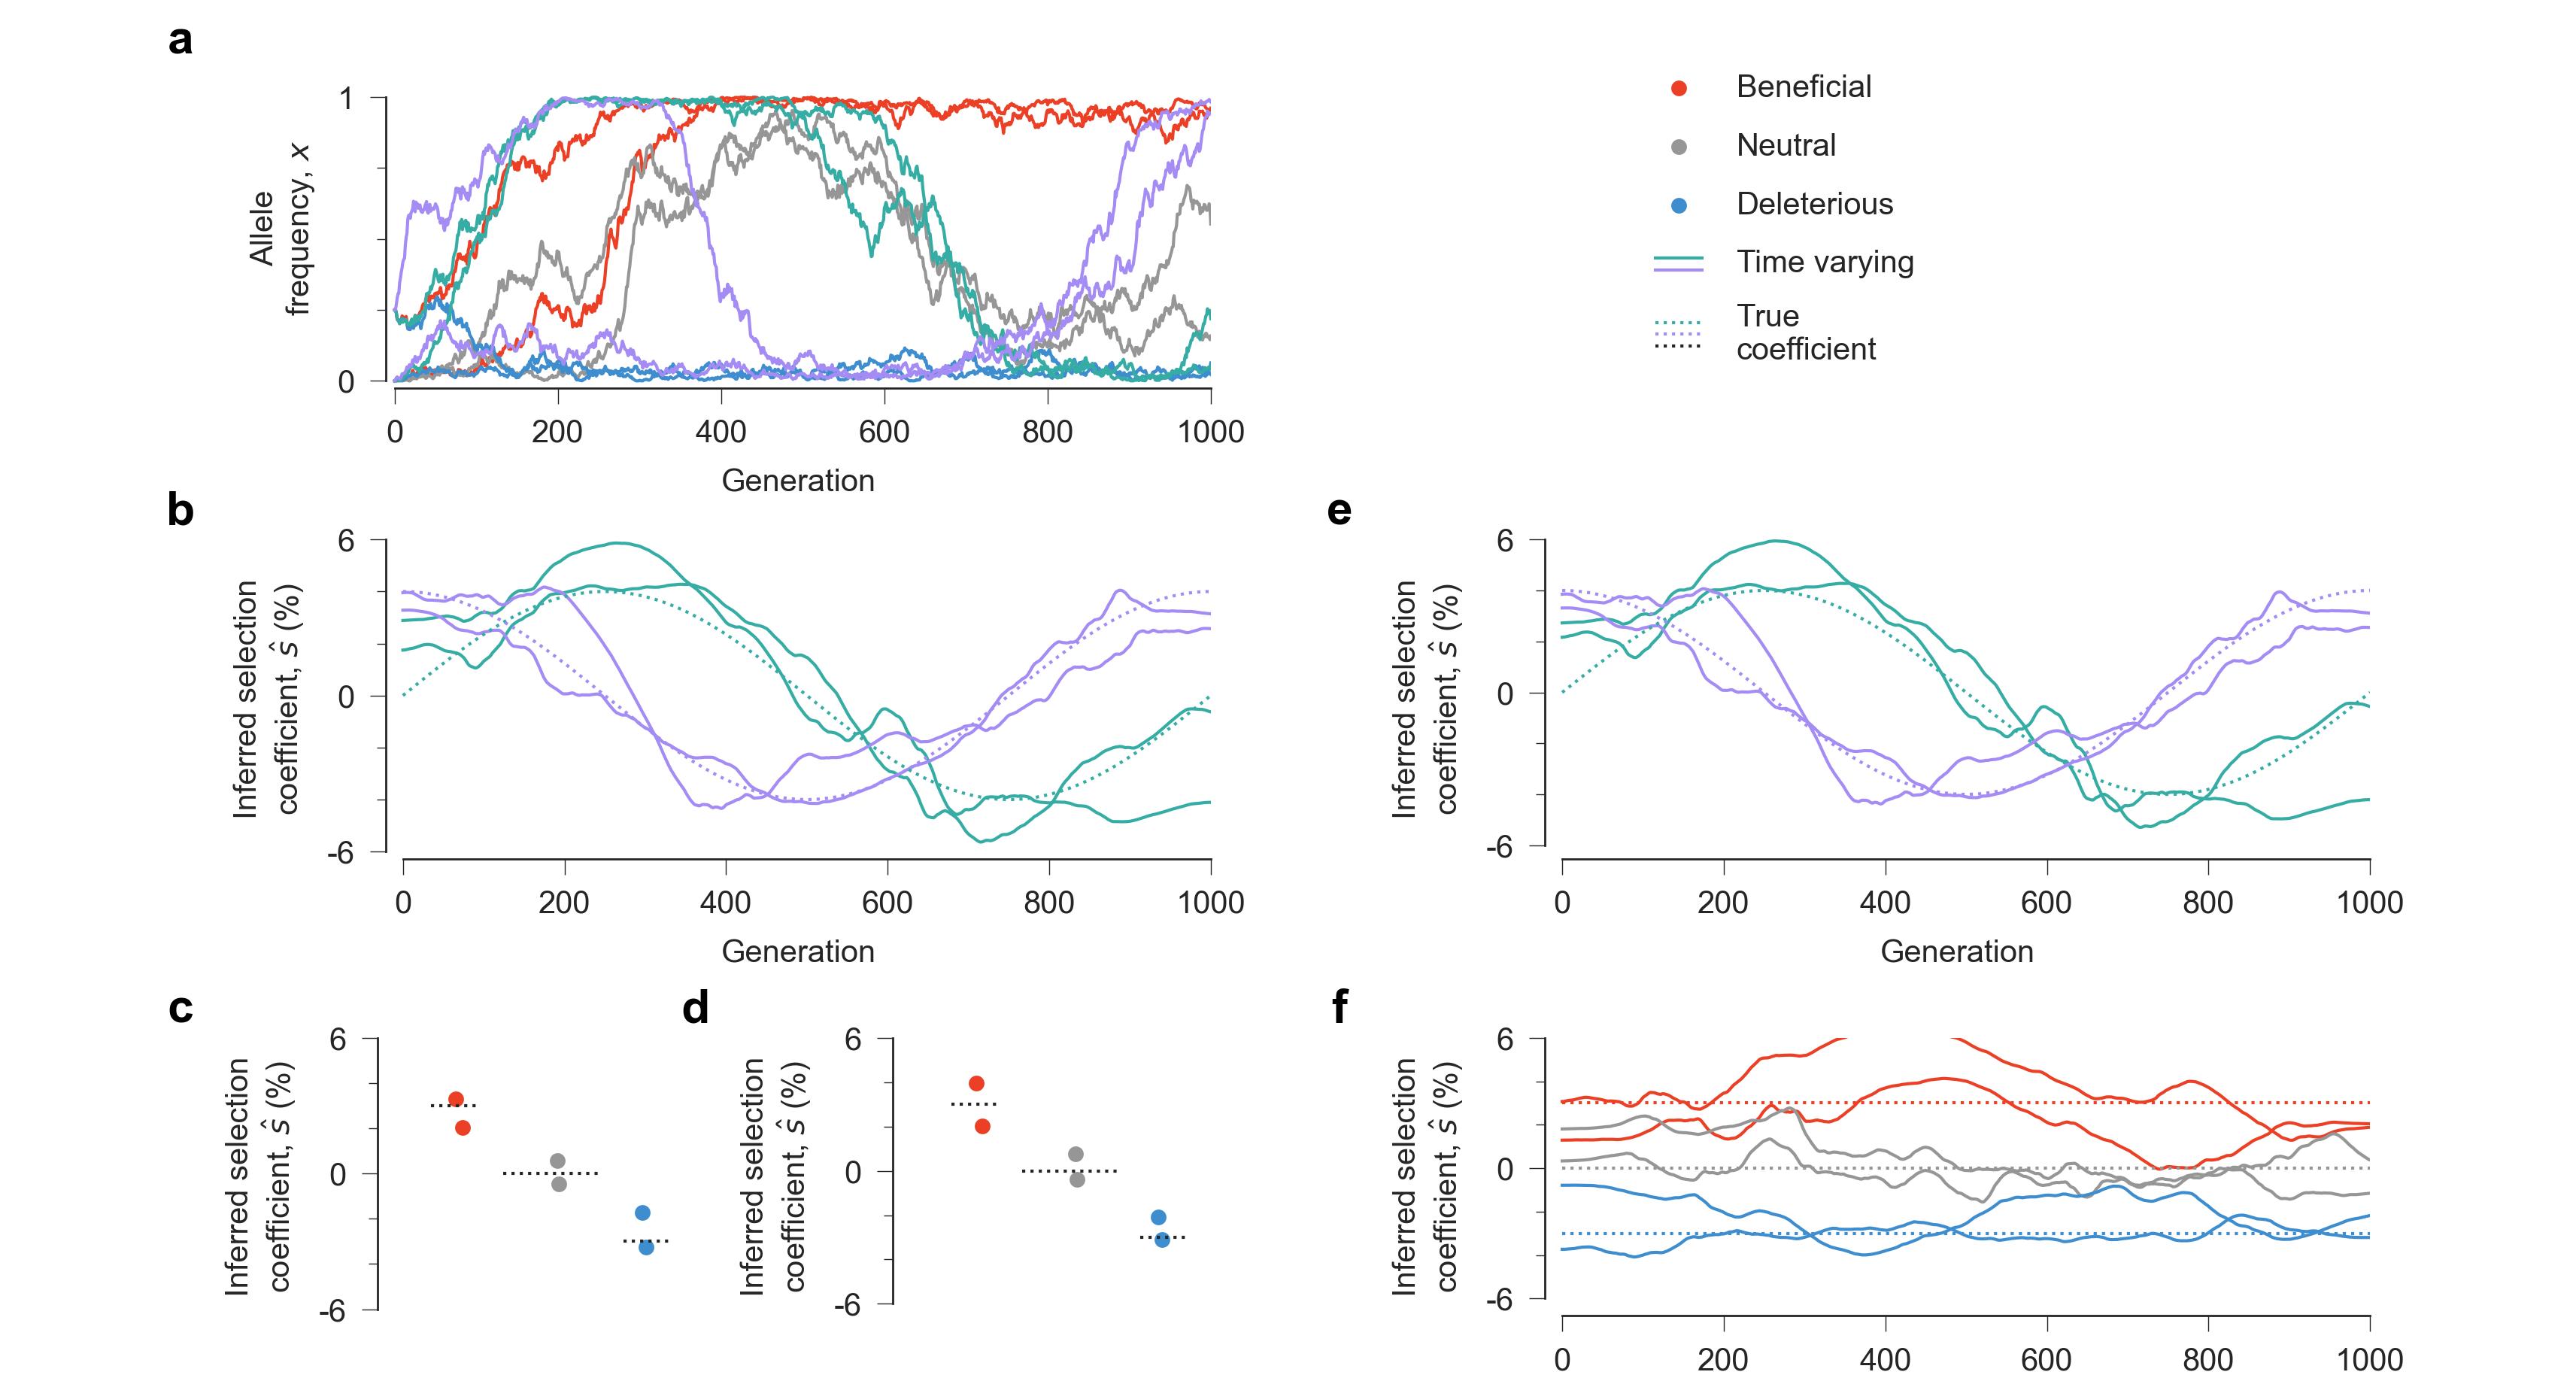 a
1
0
Allele
frequency, x
0 200 400 600 800 1000
Generation
Beneficial
Neutral
Deleterious
Time varying
True
coefficient
b
6
0
-6
Inferred selection
coefficient, ŝ (%)
0 200 400 600 800 1000
Generation
e
6
0
-6
Inferred selection
coefficient, ŝ (%)
0 200 400 600 800 1000
Generation
c
6
0
-6
Inferred selection
coefficient, ŝ (%)
d
6
0
-6
Inferred selection
coefficient, ŝ (%)
f
6
0
-6
Inferred selection
coefficient, ŝ (%)
0 200 400 600 800 1000